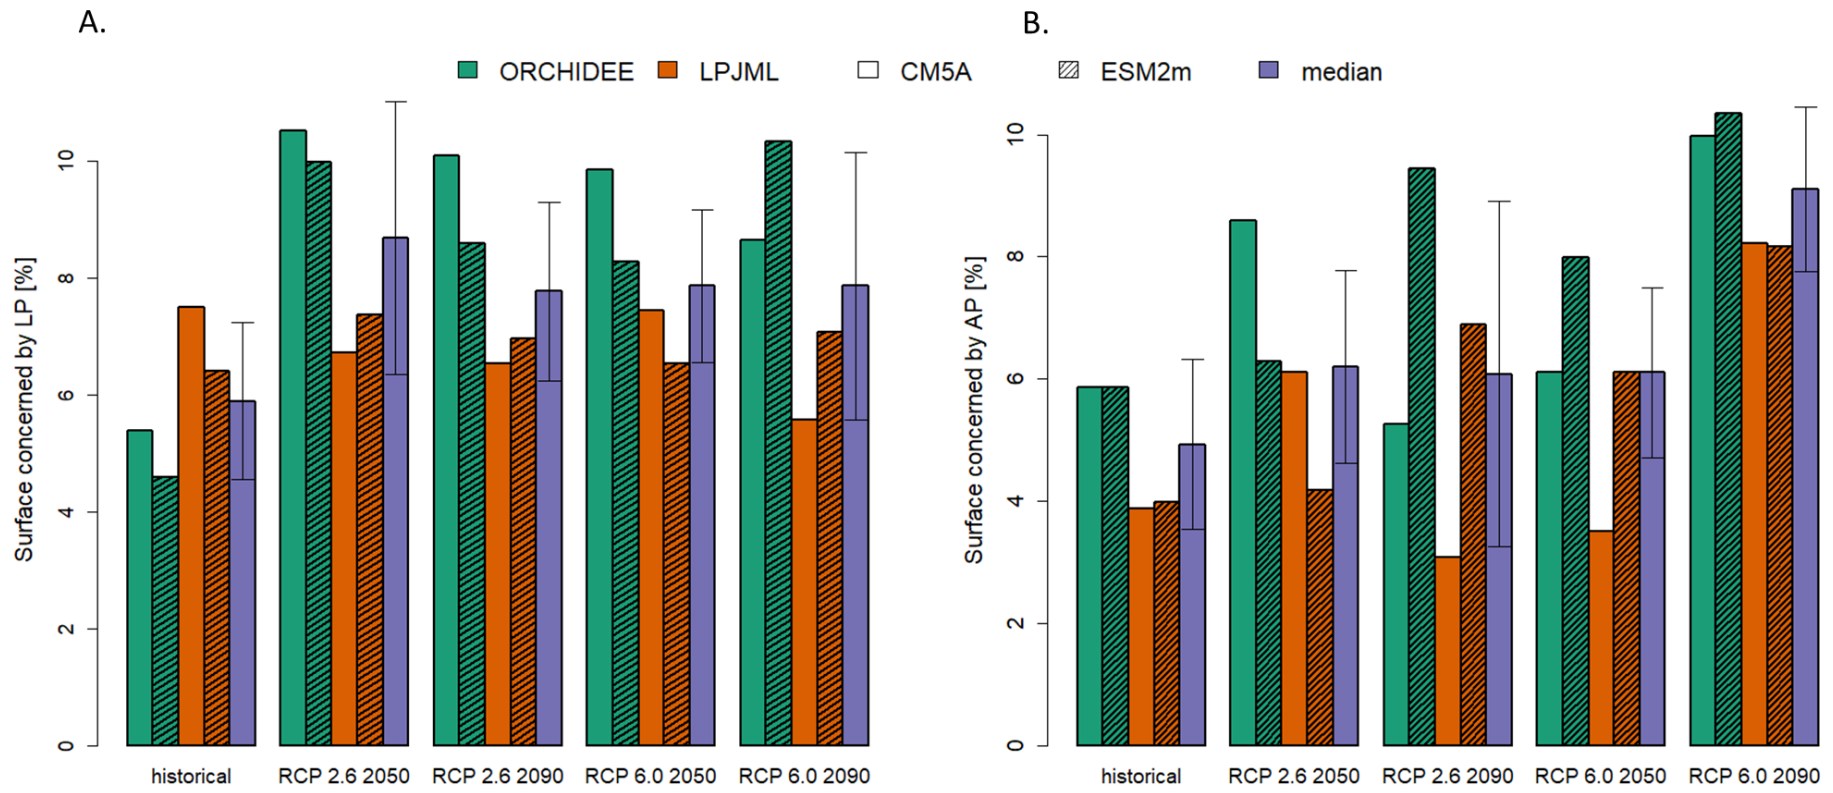 A.
B.
ORCHIDEE LPJML CM5A ESM2m median
Surface concerned by LP [%]
0
2
4
6
8
10
historical RCP 2.6 2050 RCP 2.6 2090 RCP 6.0 2050 RCP 6.0 2090
Surface concerned by AP [%]
0
2
4
6
8
10
historical RCP 2.6 2050 RCP 2.6 2090 RCP 6.0 2050 RCP 6.0 2090